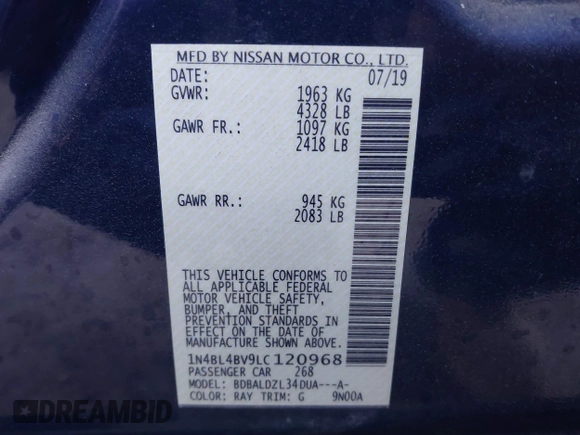 MFD BY NISSAN MOTOR CO., LTD.
DATE: 07/19
GVWR: 1963 KG
4328 LB
GAWR FR.: 1097 KG
2418 LB
GAWR RR.: 945 KG
2083 LB
THIS VEHICLE CONFORMS TO
ALL APPLICABLE FEDERAL
MOTOR VEHICLE SAFETY,
BUMPER, AND THEFT
PREVENTION STANDARDS IN
EFFECT ON THE DATE OF
MANUFACTURE SHOWN ABOVE.
1N4BL4BV9LC120968
PASSENGER CAR 268
MODEL: BDBALDZL34DUA---A-
COLOR: RAY TRIM: G 9N00A
DREAMBID